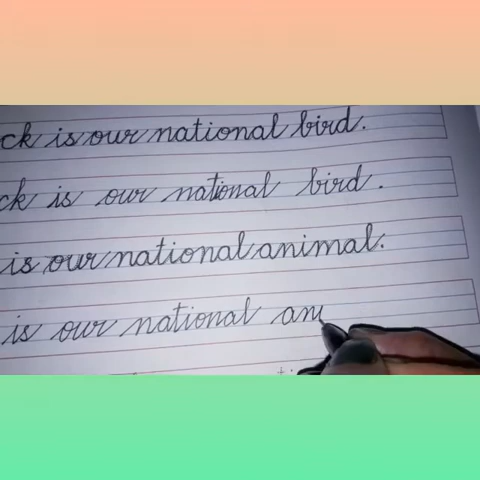 ck is our national bird.
ck is our national bird.
is our national animal.
is our national an